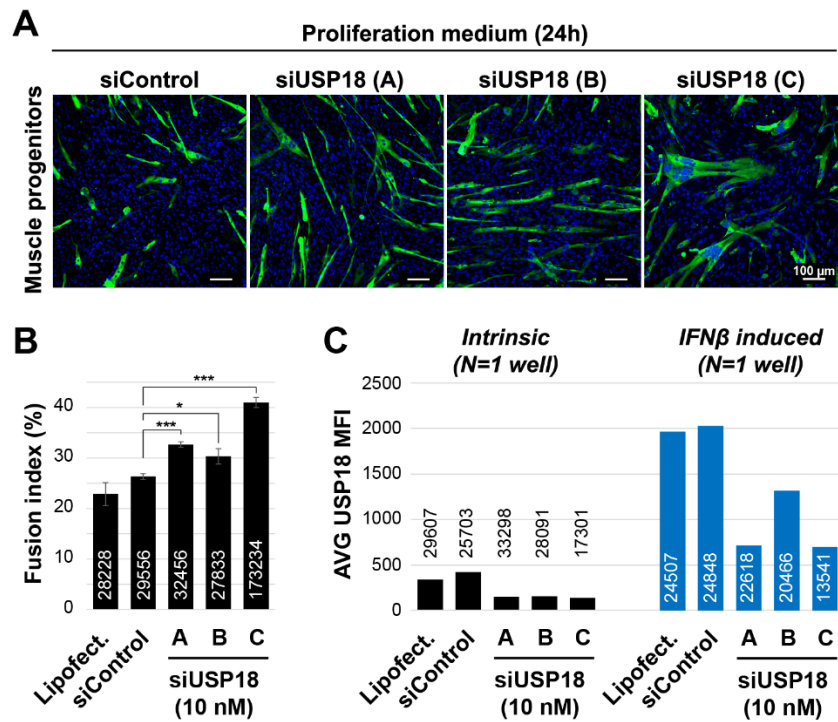 A
Proliferation medium (24h)
siControl
siUSP18 (A)
siUSP18 (B)
siUSP18 (C)
Muscle progenitors
100 µm
B
Fusion index (%)
40
30
20
10
0
***
*
***
28228
29556
32456
27833
173234
Lipofect.
siControl
A
B
C
siUSP18
(10 nM)
C
Intrinsic
(N=1 well)
IFNβ induced
(N=1 well)
AVG USP18 MFI
2500
2000
1500
1000
500
0
29607
25703
33298
28091
17301
24507
24848
22618
20466
13541
Lipofect.
siControl
A
B
C
siUSP18
(10 nM)
Lipofect.
siControl
A
B
C
siUSP18
(10 nM)